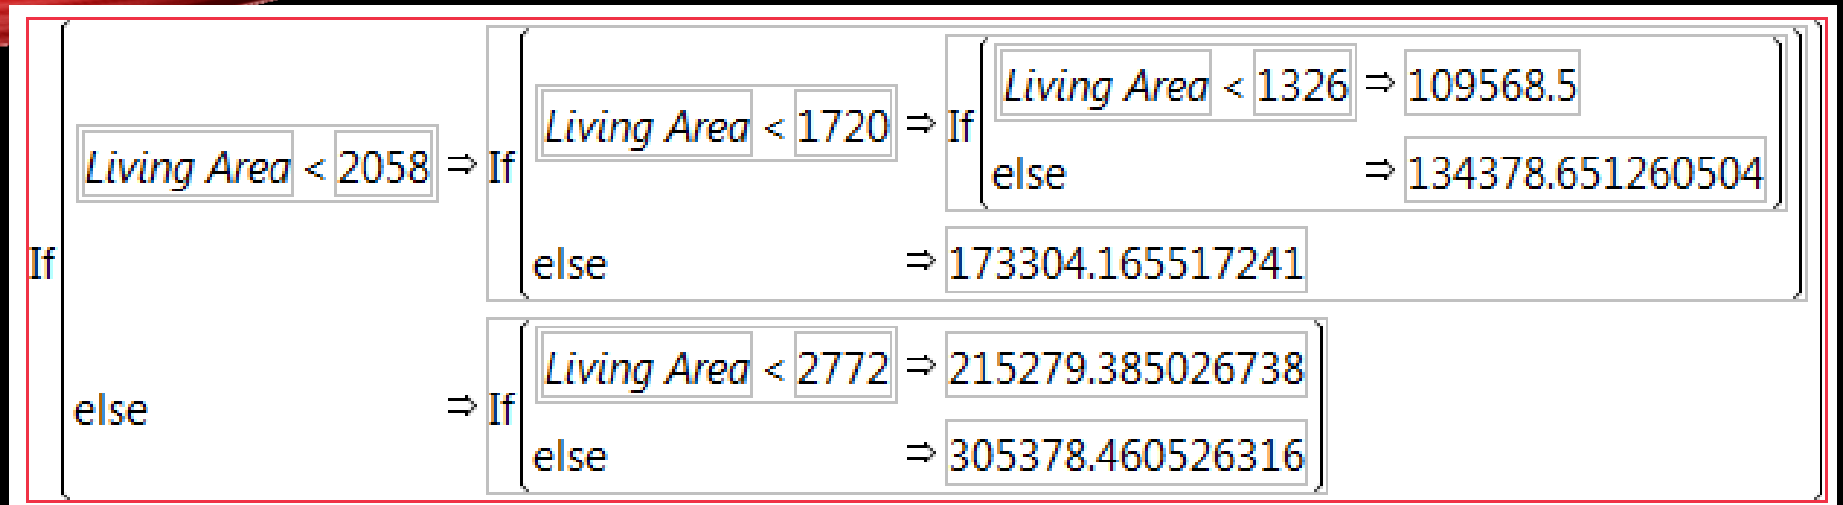 Living Area < 1326 ⇒ 109568.5
Living Area < 1720 ⇒ If
else ⇒ 134378.651260504
Living Area < 2058 ⇒ If
else ⇒ 173304.165517241
If
Living Area < 2772 ⇒ 215279.385026738
else ⇒ If
else ⇒ 305378.460526316